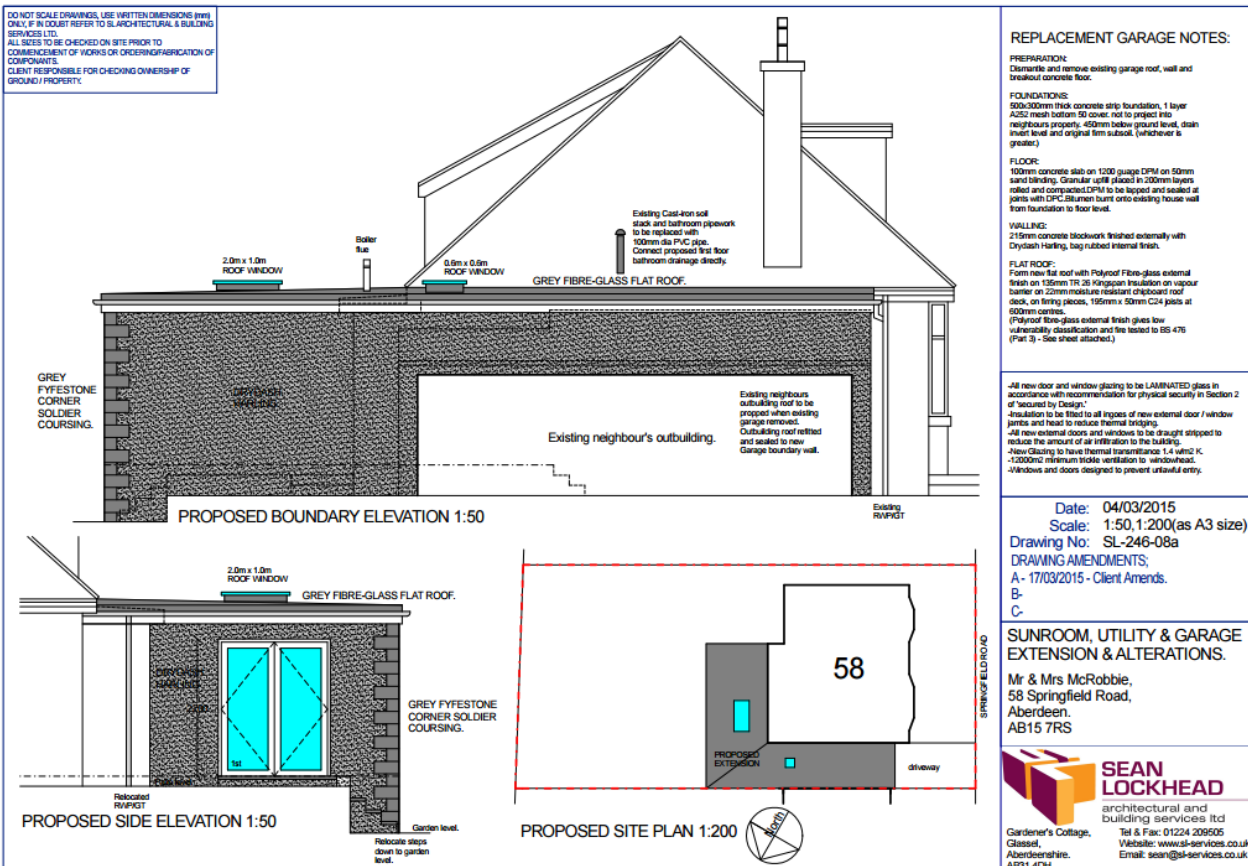 DO NOT SCALE DRAWINGS, USE WRITTEN DIMENSIONS (mm)
ONLY, IF IN DOUBT REFER TO SL ARCHITECTURAL & BUILDING
SERVICES LTD.
ALL SIZES TO BE CHECKED ON SITE PRIOR TO
COMMENCEMENT OF WORKS OR ORDERING/FABRICATION OF
COMPONANTS.
CLIENT RESPONSIBLE FOR CHECKING OWNERSHIP OF
GROUND / PROPERTY.
Existing Cast-iron soil
stack and bathroom pipework
to be replaced with
100mm dia PVC pipe.
Connect proposed first floor
bathroom drainage directly.
Boiler
flue
2.0m x 1.0m
ROOF WINDOW
0.6m x 0.6m
ROOF WINDOW
GREY FIBRE-GLASS FLAT ROOF.
GREY
FYFESTONE
CORNER
SOLDIER
COURSING.
DRYDASH
HARLING
Existing neighbour's outbuilding.
Existing neighbours
outbuilding roof to be
propped when existing
garage removed.
Outbuilding roof refitted
and sealed to new
Garage boundary wall.
PROPOSED BOUNDARY ELEVATION 1:50
Existing
RWP/GT
2.0m x 1.0m
ROOF WINDOW
GREY FIBRE-GLASS FLAT ROOF.
DRYDASH
HARLING
1st
GREY FYFESTONE
CORNER SOLDIER
COURSING.
Relocated
RWP/GT
PROPOSED SIDE ELEVATION 1:50
Garden level.
Relocate steps
down to garden
level.
58
SPRINGFIELD ROAD
PROPOSED
EXTENSION
driveway
PROPOSED SITE PLAN 1:200
North
REPLACEMENT GARAGE NOTES:
PREPARATION:
Dismantle and remove existing garage roof, wall and
breakout concrete floor.
FOUNDATIONS:
500x300mm thick concrete strip foundation, 1 layer
A252 mesh bottom 50 cover. not to project into
neighbours property. 450mm below ground level, drain
invert level and original firm subsoil. (whichever is
greater.)
FLOOR:
100mm concrete slab on 1200 guage DPM on 50mm
sand blinding. Granular upfill placed in 200mm layers
rolled and compacted.DPM to be lapped and sealed at
joints with DPC.Bitumen burnt onto existing house wall
from foundation to floor level.
WALLING:
215mm concrete blockwork finished externally with
Drydash Harling, bag rubbed internal finish.
FLAT ROOF:
Form new flat roof with Polyroof Fibre-glass external
finish on 135mm TR 26 Kingspan Insulation on vapour
barrier on 22mm moisture resistant chipboard roof
deck, on firring pieces, 195mm x 50mm C24 joists at
600mm centres.
(Polyroof fibre-glass external finish gives low
vulnerability classification and fire tested to BS 476
(Part 3) - See sheet attached.)
-All new door and window glazing to be LAMINATED glass in
accordance with recommendation for physical security in Section 2
of 'secured by Design.'
-Insulation to be fitted to all ingoes of new external door / window
jambs and head to reduce thermal bridging.
-All new external doors and windows to be draught stripped to
reduce the amount of air infiltration to the building.
-New Glazing to have thermal transmittance 1.4 w/m2 K.
-12000m2 minimum trickle ventilation to windowhead.
-Windows and doors designed to prevent unlawful entry.
Date: 04/03/2015
Scale: 1:50,1:200(as A3 size)
Drawing No: SL-246-08a
DRAWING AMENDMENTS;
A - 17/03/2015 - Client Amends.
B-
C-
SUNROOM, UTILITY & GARAGE
EXTENSION & ALTERATIONS.
Mr & Mrs McRobbie,
58 Springfield Road,
Aberdeen.
AB15 7RS
SEAN
LOCKHEAD
architectural and
building services ltd
Gardener's Cottage,
Glassel,
Aberdeenshire.
AB31 4DH
Tel & Fax: 01224 209505
Website: www.sl-services.co.uk
Email: sean@sl-services.co.uk